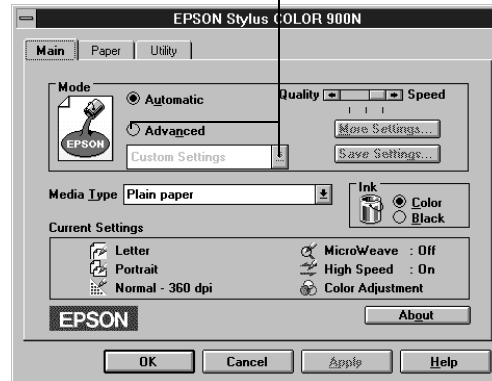 EPSON Stylus COLOR 900N
Main Paper Utility
Mode
EPSON
Automatic
Advanced
Custom Settings
Quality Speed
More Settings...
Save Settings...
Media Type Plain paper
Ink
Color
Black
Current Settings
Letter
Portrait
Normal - 360 dpi
MicroWeave : Off
High Speed : On
Color Adjustment
EPSON
About
OK Cancel Apply Help